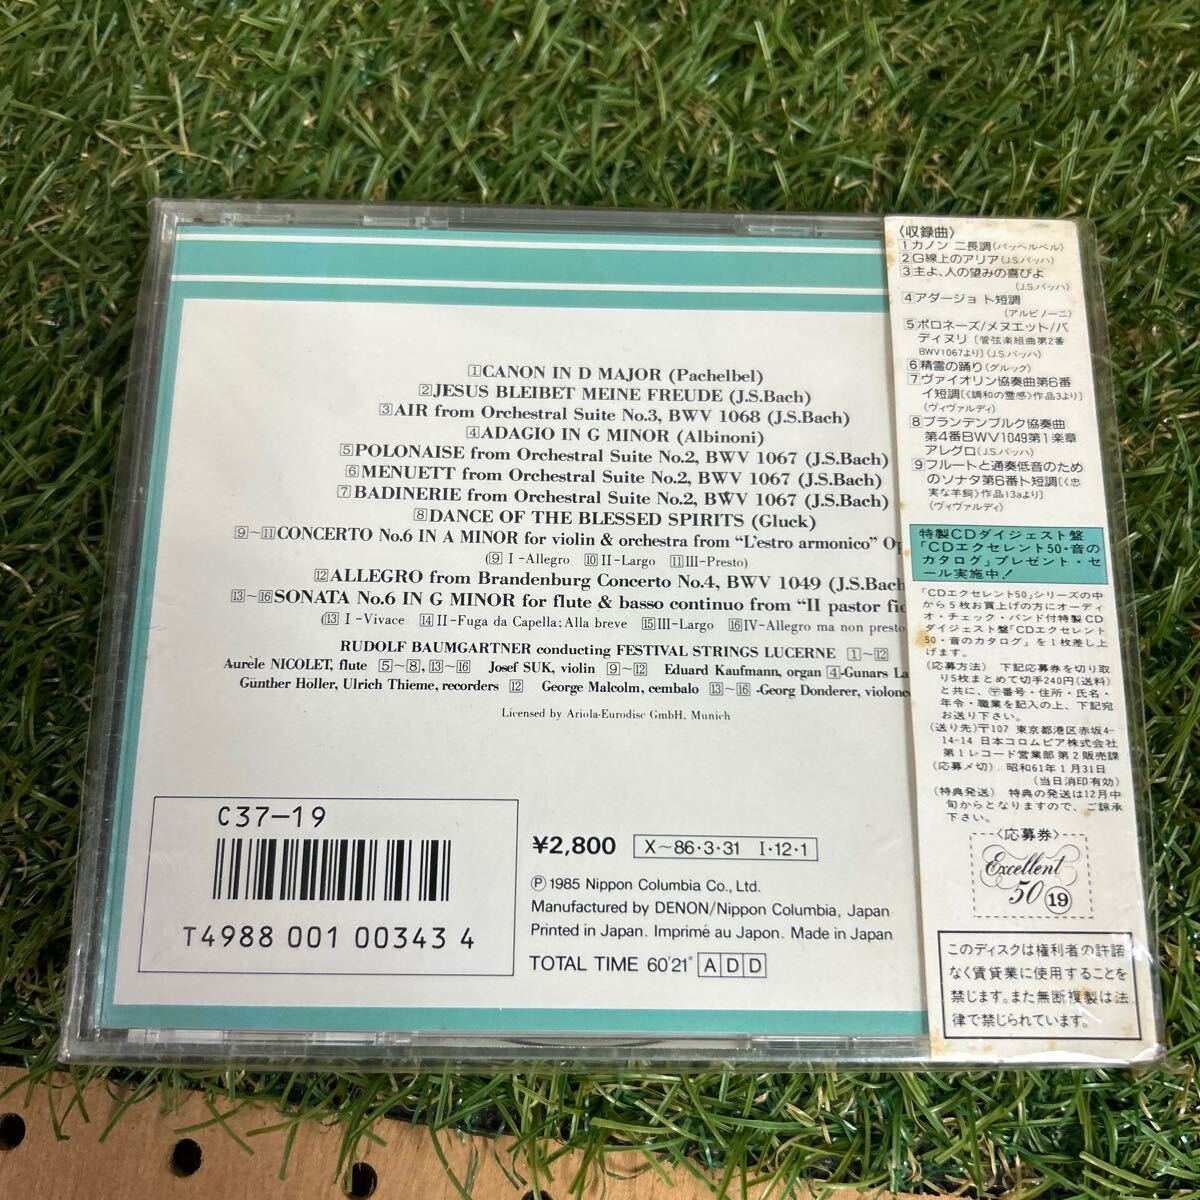 1 CANON IN D MAJOR (Pachelbel)
2 JESUS BLEIBET MEINE FREUDE (J.S.Bach)
3 AIR from Orchestral Suite No.3, BWV 1068 (J.S.Bach)
4 ADAGIO IN G MINOR (Albinoni)
5 POLONAISE from Orchestral Suite No.2, BWV 1067 (J.S.Bach)
6 MENUETT from Orchestral Suite No.2, BWV 1067 (J.S.Bach)
7 BADINERIE from Orchestral Suite No.2, BWV 1067 (J.S.Bach)
8 DANCE OF THE BLESSED SPIRITS (Gluck)
9~11 CONCERTO No.6 IN A MINOR for violin & orchestra from "L'estro armonico"
(9 I-Allegro 10 II-Largo 11 III-Presto)
12 ALLEGRO from Brandenburg Concerto No.4, BWV 1049 (J.S.Bach
13~16 SONATA No.6 IN G MINOR for flute & basso continuo from "Il pastor
(13 I-Vivace 14 II-Fuga da Capella; Alla breve 15 III-Largo 16 IV-Allegro ma non presto
RUDOLF BAUMGARTNER conducting FESTIVAL STRINGS LUCERNE 1~12
Aurèle NICOLET, flute 5~8, 13~16 Josef SUK, violin 9~12 Eduard Kaufmann, organ 4-Gunars
Günther Höller, Ulrich Thieme, recorders 12 George Malcolm, cembalo 13~16-Georg Donderer,
Licensed by Ariola-Eurodisc GmbH. Munich
C37-19
T4988 001 00343 4
¥2,800 X~86・3・31 I・12・1
Ⓟ 1985 Nippon Columbia Co., Ltd.
Manufactured by DENON/Nippon Columbia, Japan
Printed in Japan. Imprimé au Japon. Made in Japan
TOTAL TIME 60'21" A D D
〈収録曲〉
1 カノン ニ長調(パッヘルベル)
2 G線上のアリア(J.S.バッハ)
3 主よ、人の望みの喜びよ
(J.S.バッハ)
4 アダージョ ト短調
(アルビノーニ)
5 ポロネーズ/メヌエット/バ
ディヌリ〔管弦楽組曲第2番
BWV1067より〕(J.S.バッハ)
6 精霊の踊り(グルック)
7 ヴァイオリン協奏曲第6番
イ短調〔《調和の霊感》作品3より〕
(ヴィヴァルディ)
8 ブランデンブルク協奏曲
第4番BWV1049第1楽章
アレグロ(J.S.バッハ)
9 フルートと通奏低音のため
のソナタ第6番ト短調〔《忠
実な羊飼》作品13aより〕
(ヴィヴァルディ)
特製CDダイジェスト盤
「CDエクセレント50・音の
カタログ」プレゼント・セ
ール実施中!
「CDエクセレント50」シリーズの中
から5枚お買上げの方にオーディ
オ・チェック・バンド付特製CD
ダイジェスト盤「CDエクセレント
50・音のカタログ」を1枚差し上
げます。
(応募方法) 下記応募券を切り取
り5枚まとめて切手240円(送料)
と共に、〒番号・住所・氏名・
年令・職業を記入の上、下記宛
お送り下さい。
(送り先)〒107 東京都港区赤坂4-
14-14 日本コロムビア株式会社
第1レコード営業部第2販売課
(応募〆切). 昭和61年1月31日
(当日消印有効)
(特典発送) 特典の発送は12月中
旬からとなりますので、ご諒承
下さい。
〈応募券〉
Excellent
50 19
このディスクは権利者の許諾
なく賃貸業に使用することを
禁じます。また無断複製は法
律で禁じられています。